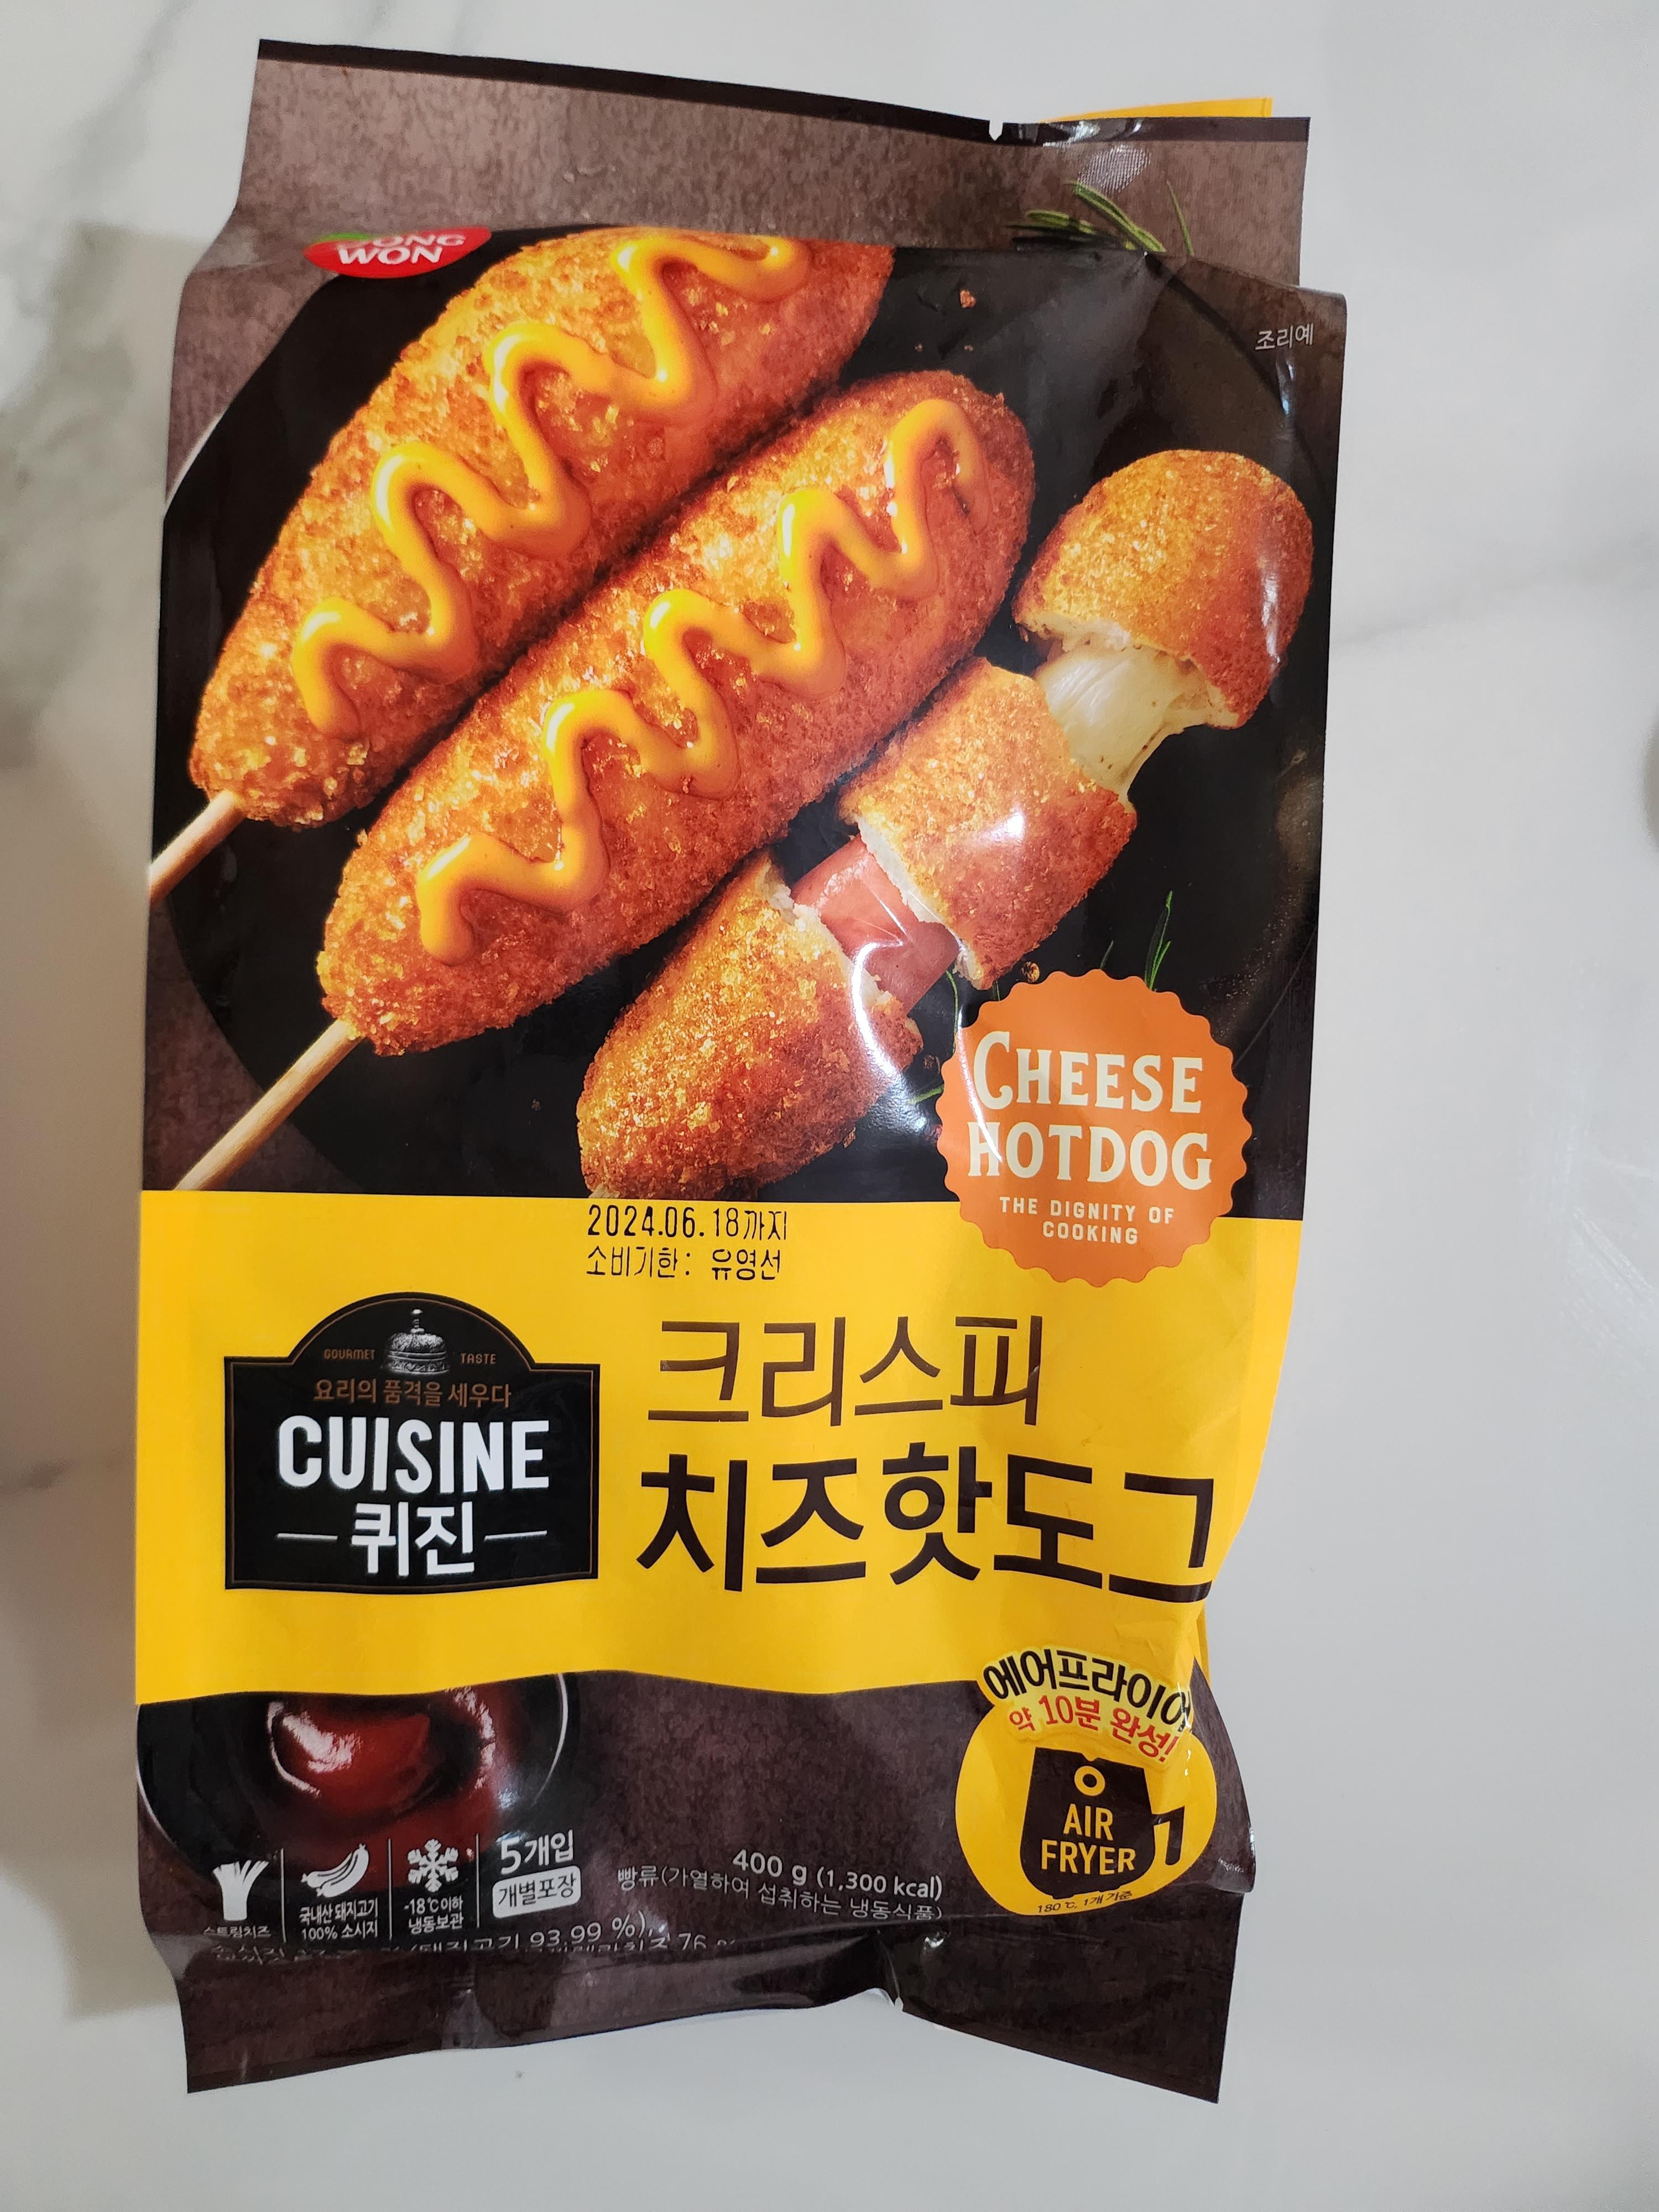 WON
조리예
CHEESE
HOTDOG
THE DIGNITY OF
COOKING
2024.06.18까지
소비기한: 유영선
GOURMET TASTE
요리의 품격을 세우다
CUISINE
퀴진
크리스피
치즈핫도그
에어프라이어
약 10분 완성!
AIR
FRYER
180℃, 1개 기준
스트링치즈
국내산 돼지고기
100% 소시지
-18℃이하
냉동보관
5개입
개별포장
400 g (1,300 kcal)
빵류(가열하여 섭취하는 냉동식품)
(돼지고기 93.99 %),